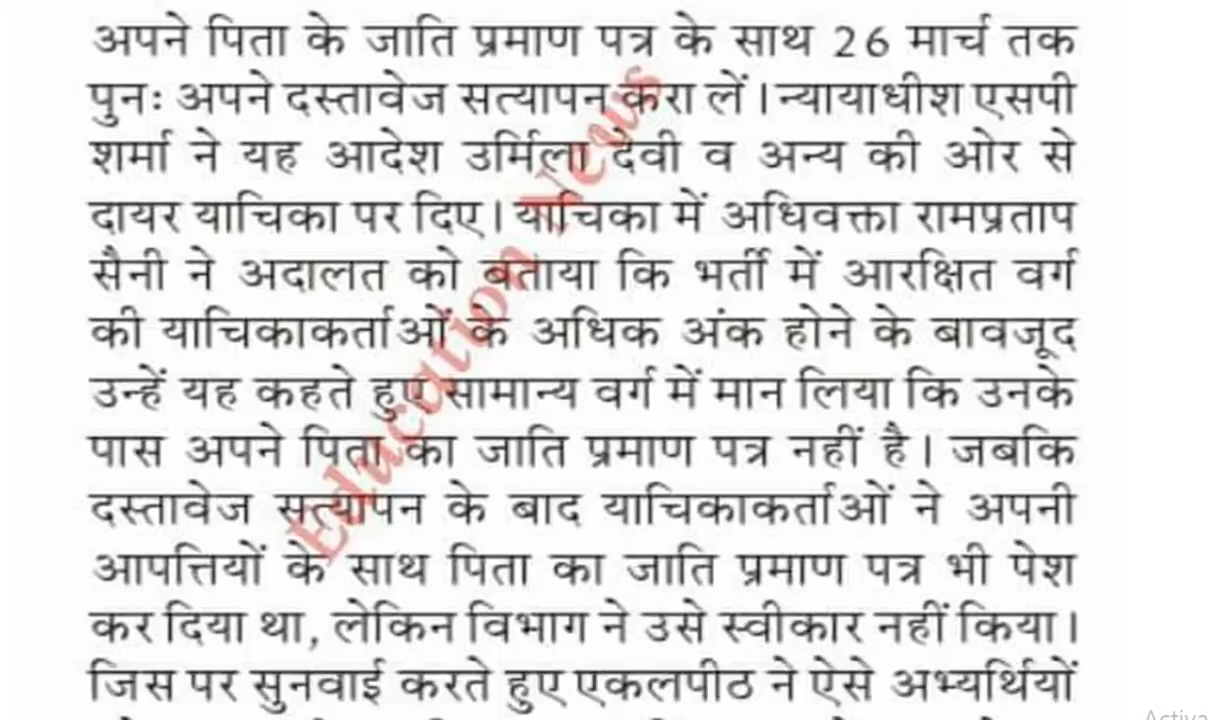 अपने पिता के जाति प्रमाण पत्र के साथ 26 मार्च तक
पुनः अपने दस्तावेज सत्यापन करा लें। न्यायाधीश एसपी
शर्मा ने यह आदेश उर्मिला देवी व अन्य की ओर से
दायर याचिका पर दिए। याचिका में अधिवक्ता रामप्रताप
सैनी ने अदालत को बताया कि भर्ती में आरक्षित वर्ग
की याचिकाकर्ताओं के अधिक अंक होने के बावजूद
उन्हें यह कहते हुए सामान्य वर्ग में मान लिया कि उनके
पास अपने पिता का जाति प्रमाण पत्र नहीं है। जबकि
दस्तावेज सत्यापन के बाद याचिकाकर्ताओं ने अपनी
आपत्तियों के साथ पिता का जाति प्रमाण पत्र भी पेश
कर दिया था, लेकिन विभाग ने उसे स्वीकार नहीं किया।
जिस पर सुनवाई करते हुए एकलपीठ ने ऐसे अभ्यर्थियों
Education News